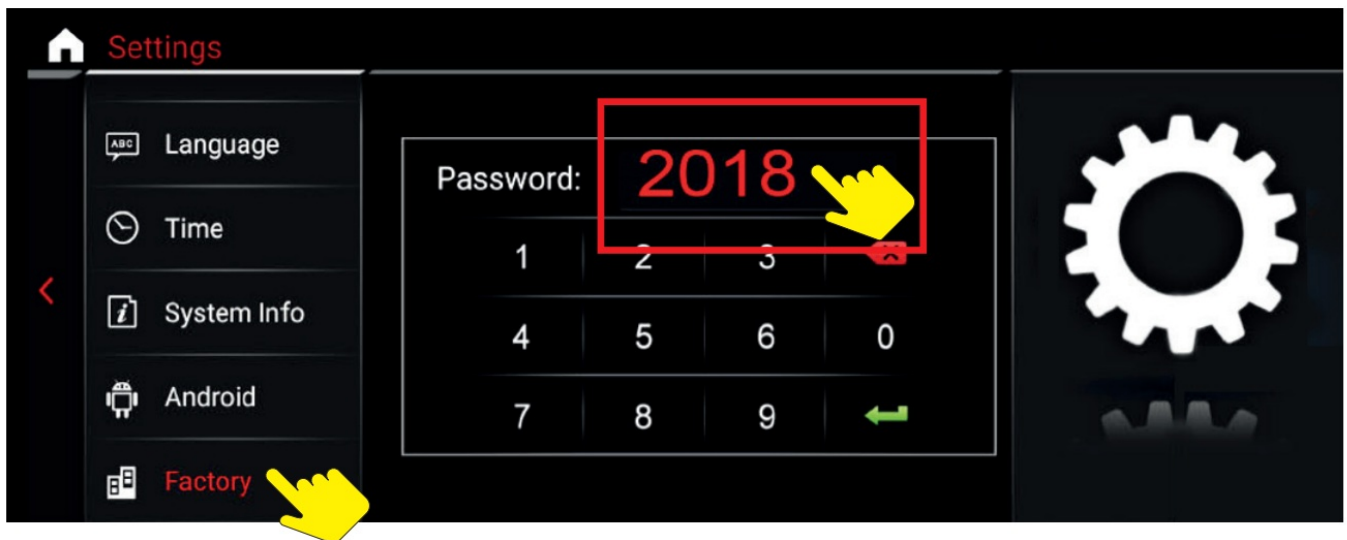 Settings
ABC Language
Time
i System Info
Android
Factory
Password: 2018
1 2 3
4 5 6 0
7 8 9